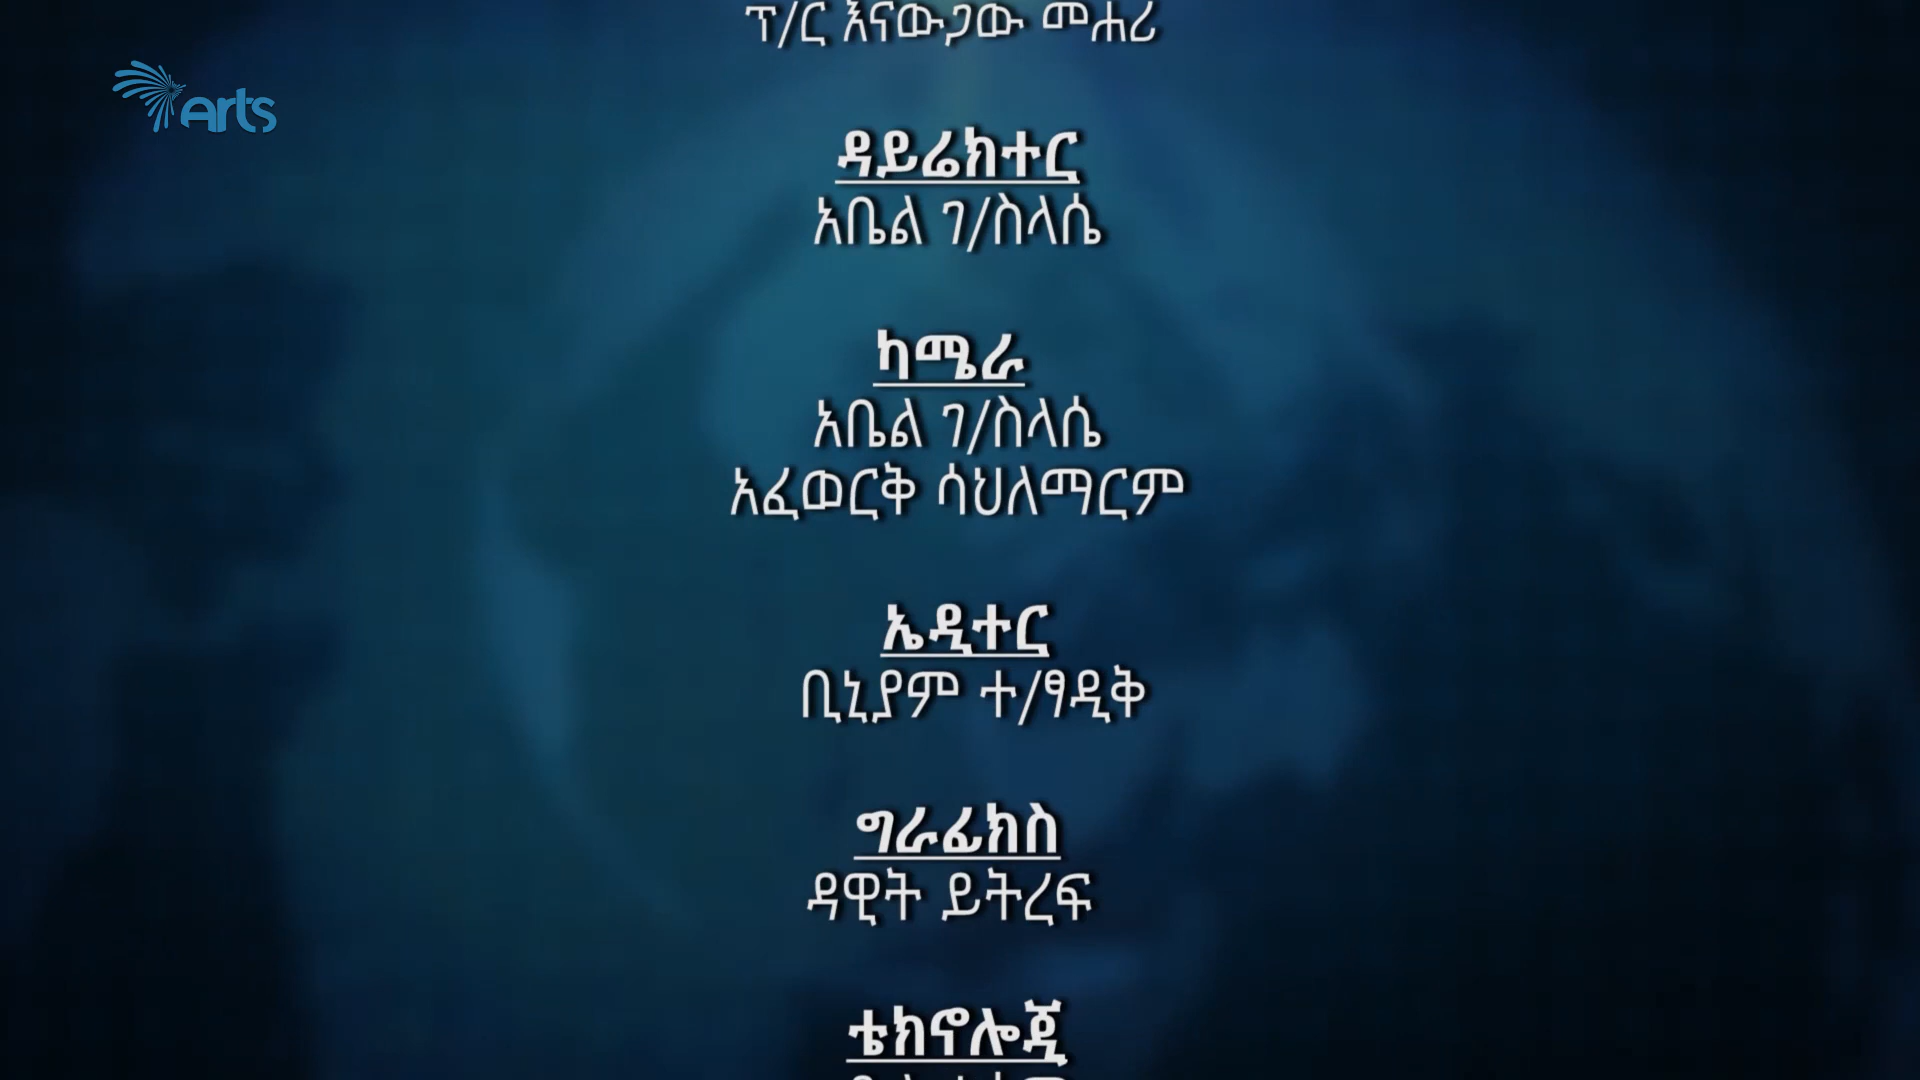 ፕ/ር እናውጋው መሐሪ
arts
ዳይሬክተር
አቤል ገ/ስላሴ
ካሜራ
አቤል ገ/ስላሴ
አፈወርቅ ሳህለማርም
ኤዲተር
ቢኒያም ተ/ፃዲቅ
ግራፊክስ
ዳዊት ይትረፍ
ቴክኖሎጂ